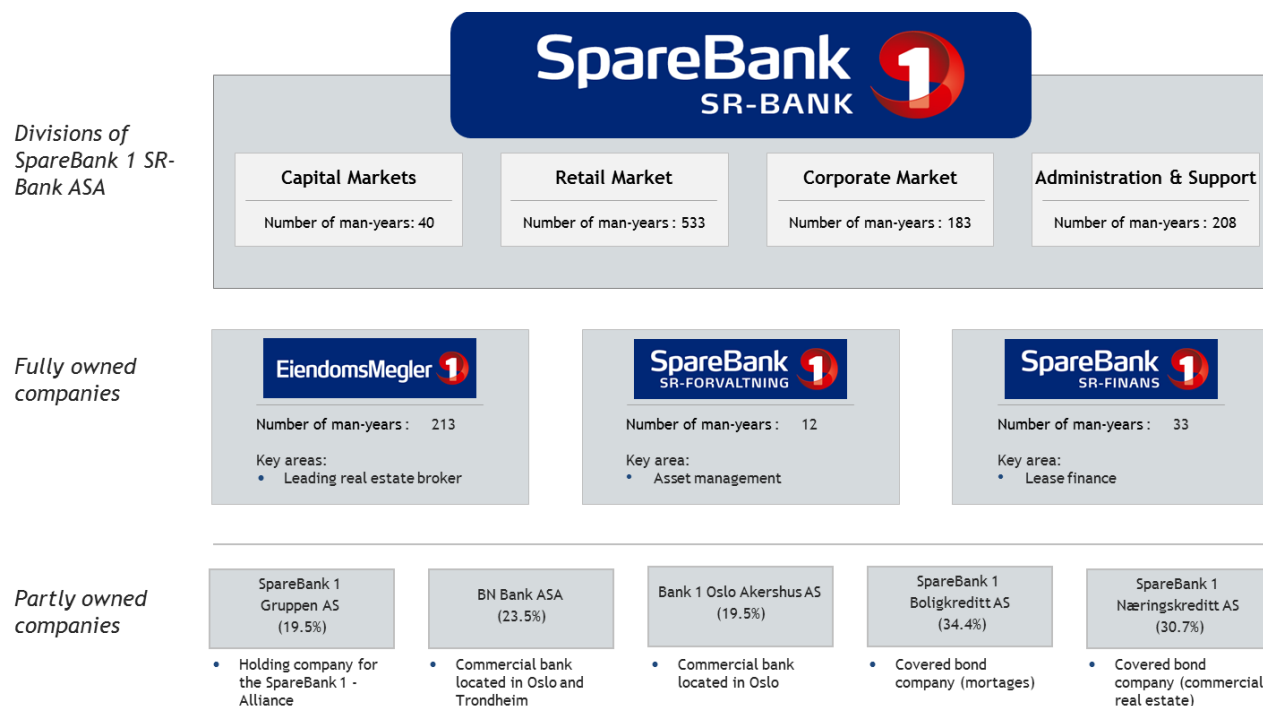 SpareBank 1
SR-BANK
Divisions of
SpareBank 1 SR-
Bank ASA
Capital Markets
Number of man-years: 40
Retail Market
Number of man-years : 533
Corporate Market
Number of man-years : 183
Administration & Support
Number of man-years : 208
Fully owned
companies
EiendomsMegler 1
Number of man-years : 213
Key areas:
• Leading real estate broker
SpareBank 1
SR-FORVALTNING
Number of man-years : 12
Key area:
• Asset management
SpareBank 1
SR-FINANS
Number of man-years : 33
Key area:
• Lease finance
Partly owned
companies
SpareBank 1
Gruppen AS
(19.5%)
• Holding company for
the SpareBank 1 -
Alliance
BN Bank ASA
(23.5%)
• Commercial bank
located in Oslo and
Trondheim
Bank 1 Oslo Akershus AS
(19.5%)
• Commercial bank
located in Oslo
SpareBank 1
Boligkreditt AS
(34.4%)
• Covered bond
company (mortages)
SpareBank 1
Næringskreditt AS
(30.7%)
• Covered bond
company (commercial
real estate)